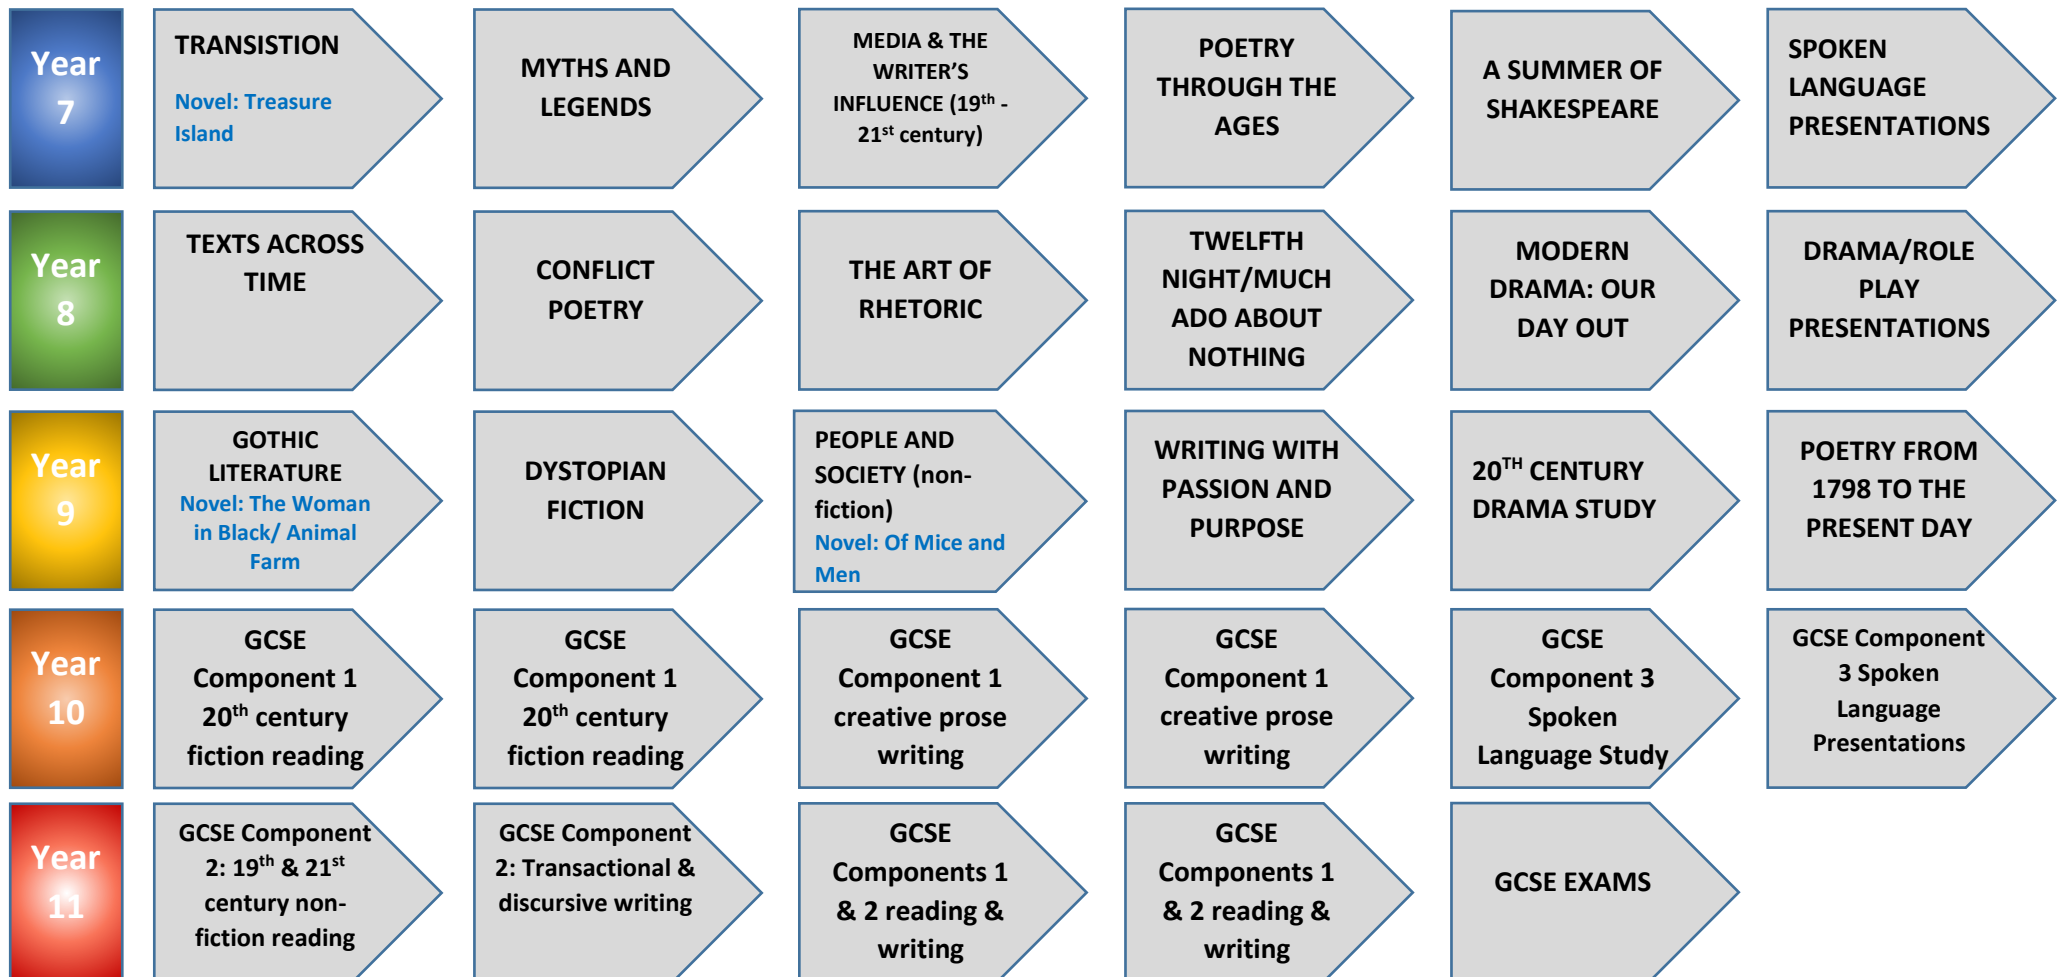 Year
7
TRANSISTION
Novel: Treasure
Island
MYTHS AND
LEGENDS
MEDIA & THE
WRITER'S
INFLUENCE (19th -
21st century)
POETRY
THROUGH THE
AGES
A SUMMER OF
SHAKESPEARE
SPOKEN
LANGUAGE
PRESENTATIONS
Year
8
TEXTS ACROSS
TIME
CONFLICT
POETRY
THE ART OF
RHETORIC
TWELFTH
NIGHT/MUCH
ADO ABOUT
NOTHING
MODERN
DRAMA: OUR
DAY OUT
DRAMA/ROLE
PLAY
PRESENTATIONS
Year
9
GOTHIC
LITERATURE
Novel: The Woman
in Black/ Animal
Farm
DYSTOPIAN
FICTION
PEOPLE AND
SOCIETY (non-
fiction)
Novel: Of Mice and
Men
WRITING WITH
PASSION AND
PURPOSE
20TH CENTURY
DRAMA STUDY
POETRY FROM
1798 TO THE
PRESENT DAY
Year
10
GCSE
Component 1
20th century
fiction reading
GCSE
Component 1
20th century
fiction reading
GCSE
Component 1
creative prose
writing
GCSE
Component 1
creative prose
writing
GCSE
Component 3
Spoken
Language Study
GCSE Component
3 Spoken
Language
Presentations
Year
11
GCSE Component
2: 19th & 21st
century non-
fiction reading
GCSE Component
2: Transactional &
discursive writing
GCSE
Components 1
& 2 reading &
writing
GCSE
Components 1
& 2 reading &
writing
GCSE EXAMS